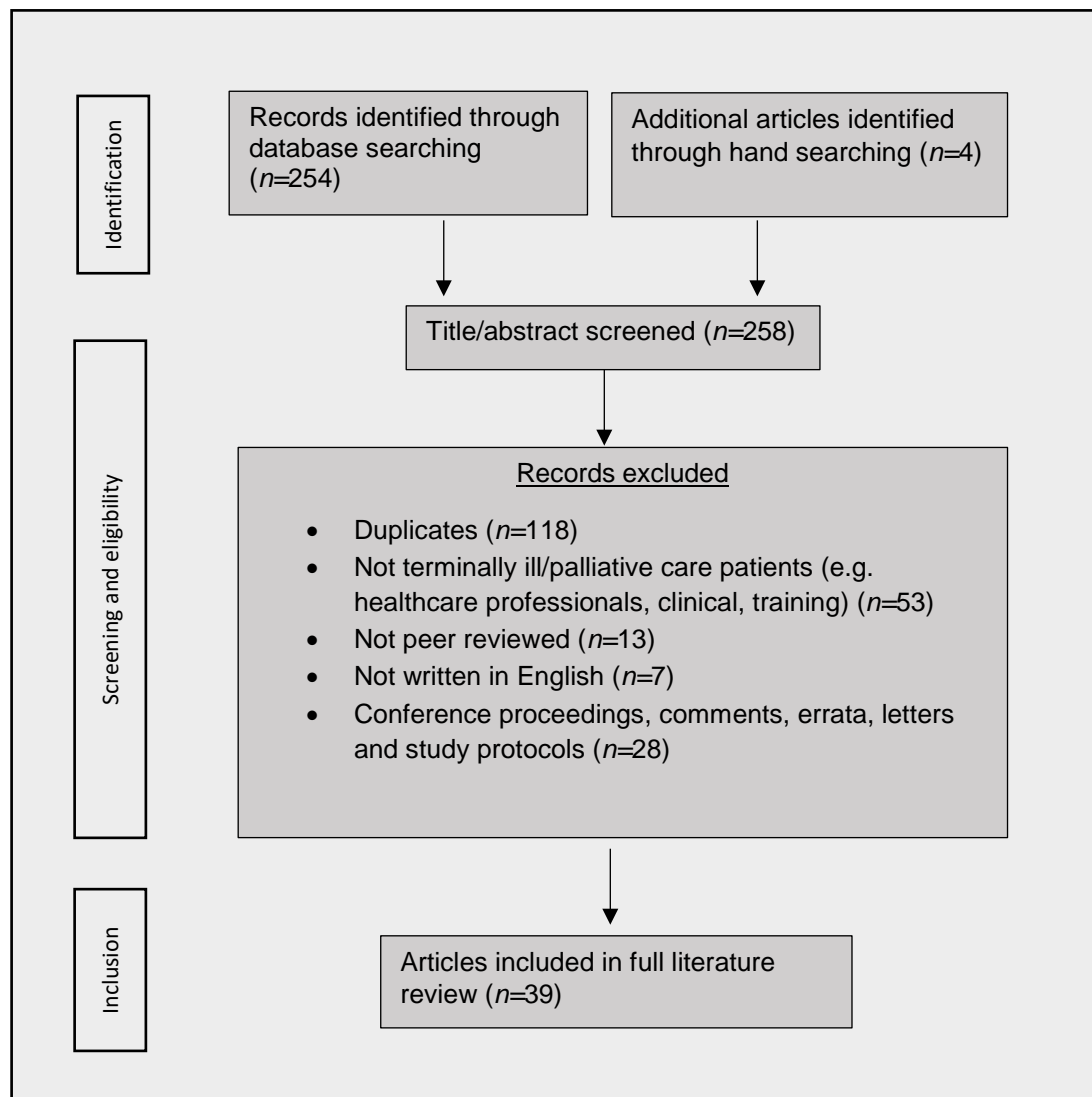 Identification
Records identified through
database searching
(n=254)
Additional articles identified
through hand searching (n=4)
Title/abstract screened (n=258)
Screening and eligibility
Records excluded
• Duplicates (n=118)
• Not terminally ill/palliative care patients (e.g.
healthcare professionals, clinical, training) (n=53)
• Not peer reviewed (n=13)
• Not written in English (n=7)
• Conference proceedings, comments, errata, letters
and study protocols (n=28)
Inclusion
Articles included in full literature
review (n=39)